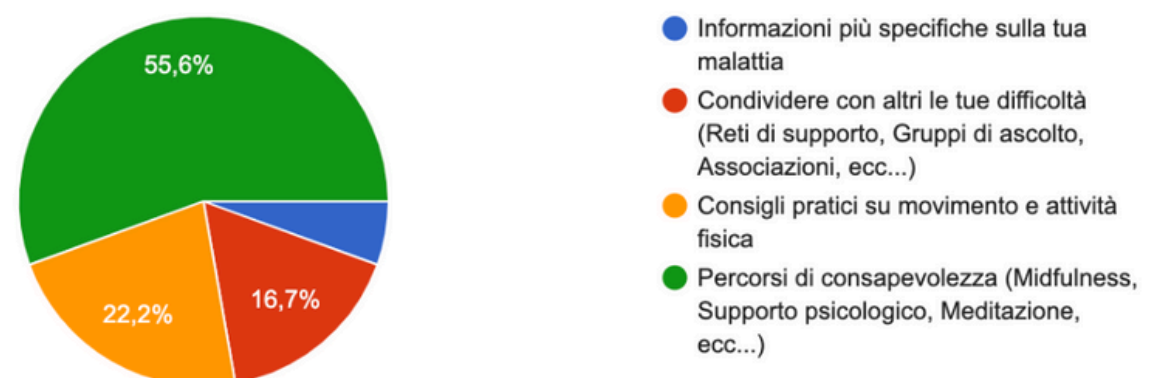 55,6%
22,2%
16,7%
Informazioni più specifiche sulla tua
malattia
Condividere con altri le tue difficoltà
(Reti di supporto, Gruppi di ascolto,
Associazioni, ecc...)
Consigli pratici su movimento e attività
fisica
Percorsi di consapevolezza (Midfulness,
Supporto psicologico, Meditazione,
ecc...)